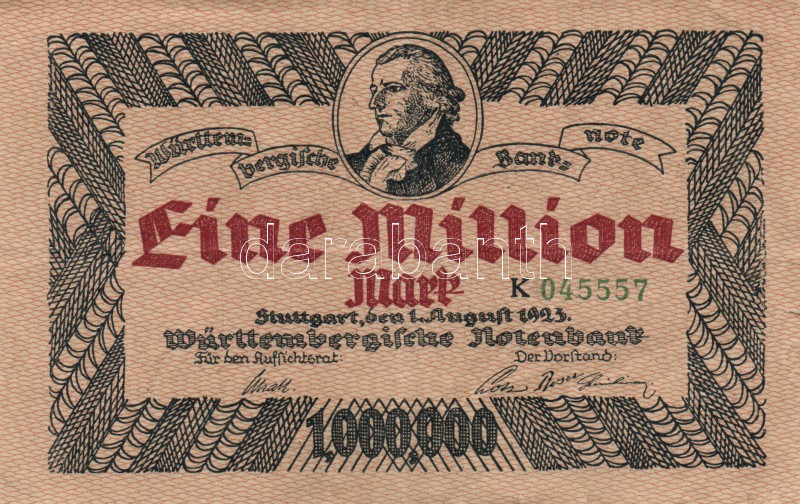 Württem-
bergische
Bank-
note
Eine Million
Mark
K 045557
darabanth
Stuttgart, den 1. August 1923.
Württembergische Notenbank
Für den Aufsichtsrat:
Der Vorstand:
1,000,000